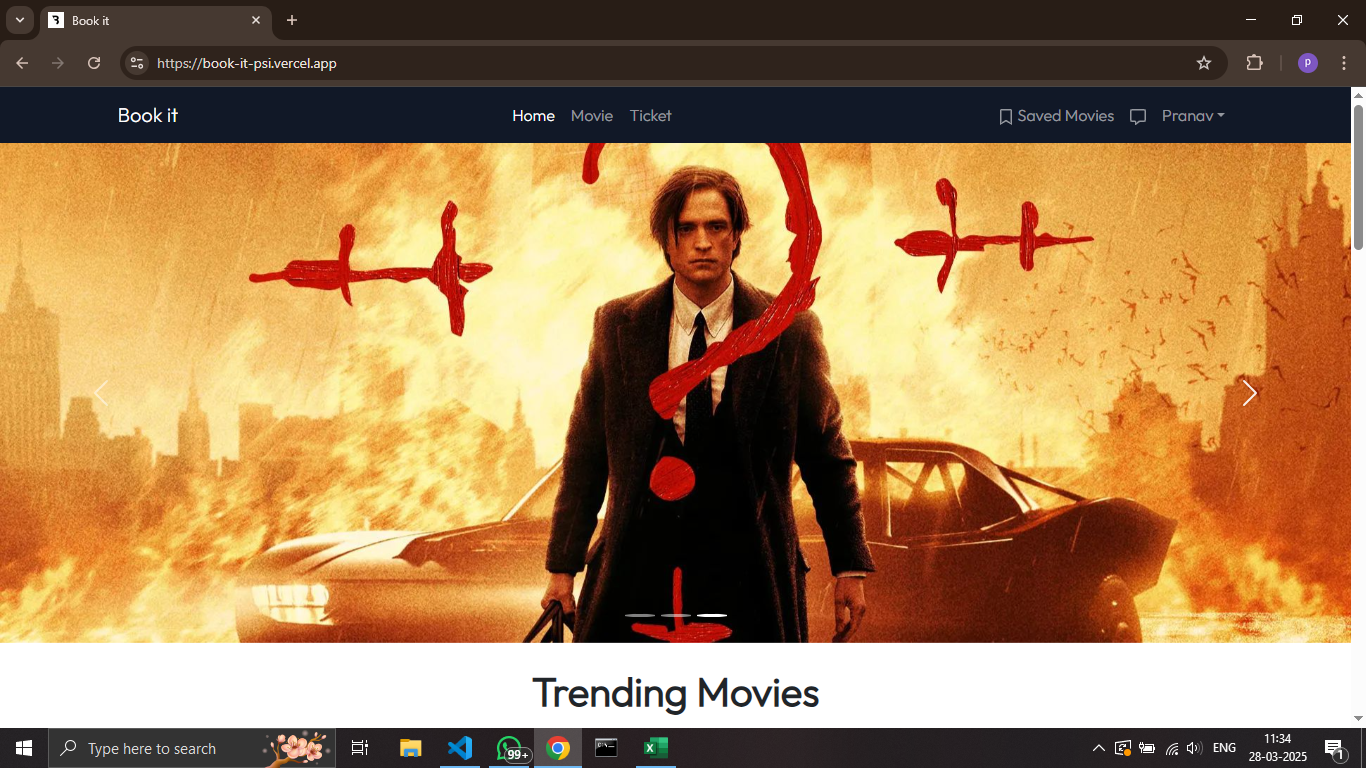 Book it
https://book-it-psi.vercel.app
P
Book it
Home Movie Ticket
Saved Movies
Pranav
Trending Movies
Type here to search
99+
ENG
11:34
28-03-2025
1